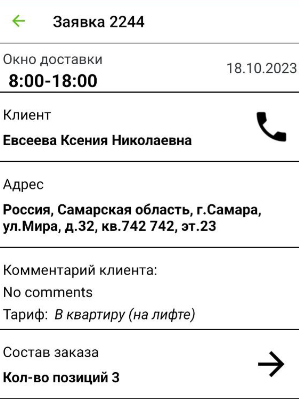 Заявка 2244
Окно доставки
8:00-18:00
18.10.2023
Клиент
Евсеева Ксения Николаевна
Адрес
Россия, Самарская область, г.Самара,
ул.Мира, д.32, кв.742 742, эт.23
Комментарий клиента:
No comments
Тариф: В квартиру (на лифте)
Состав заказа
Кол-во позиций 3